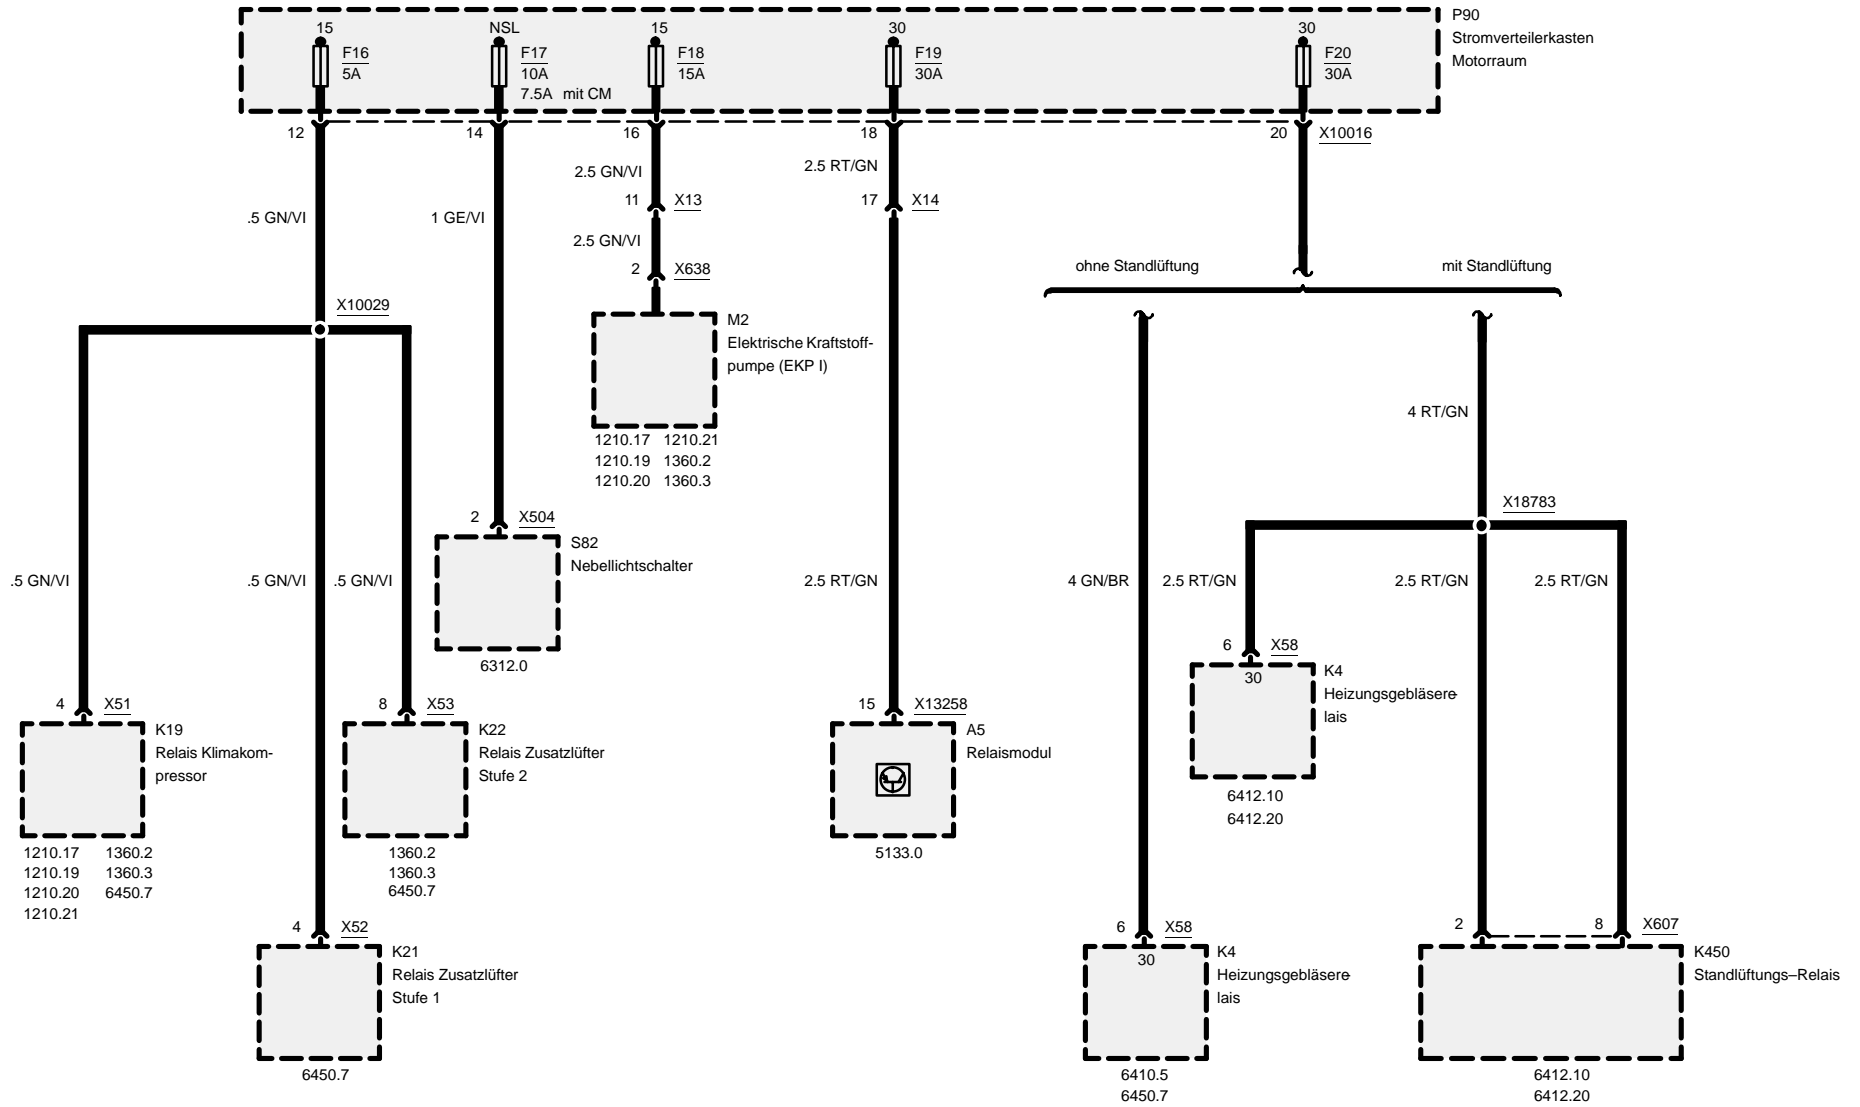 P90
Stromverteilerkasten
Motorraum
15
F16
5A
NSL
F17
10A
7.5A mit CM
15
F18
15A
30
F19
30A
30
F20
30A
12
14
16
18
20
X10016
2.5 GN/VI
2.5 RT/GN
11
X13
17
X14
.5 GN/VI
1 GE/VI
2.5 GN/VI
2
X638
ohne Standlüftung
mit Standlüftung
X10029
M2
Elektrische Kraftstoff-
pumpe (EKP I)
4 RT/GN
1210.17 1210.21
1210.19 1360.2
1210.20 1360.3
X18783
2
X504
S82
Nebellichtschalter
.5 GN/VI
.5 GN/VI
.5 GN/VI
2.5 RT/GN
4 GN/BR
2.5 RT/GN
2.5 RT/GN
2.5 RT/GN
6312.0
6
X58
30
K4
Heizungsgebläsere-
lais
4
X51
K19
Relais Klimakom-
pressor
8
X53
K22
Relais Zusatzlüfter
Stufe 2
15
X13258
A5
Relaismodul
6412.10
6412.20
1210.17 1360.2
1210.19 1360.3
1210.20 6450.7
1210.21
1360.2
1360.3
6450.7
5133.0
4
X52
K21
Relais Zusatzlüfter
Stufe 1
6
X58
30
K4
Heizungsgebläsere-
lais
2
8
X607
K450
Standlüftungs–Relais
6450.7
6410.5
6450.7
6412.10
6412.20